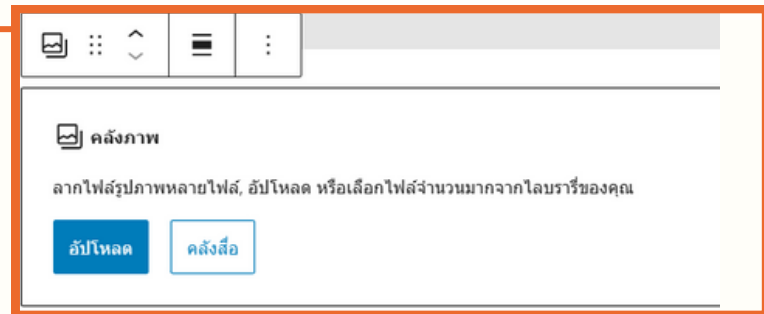 คลังภาพ
ลากไฟล์รูปภาพหลายไฟล์, อัปโหลด หรือเลือกไฟล์จำนวนมากจากไลบรารี่ของคุณ
อัปโหลด คลังสื่อ